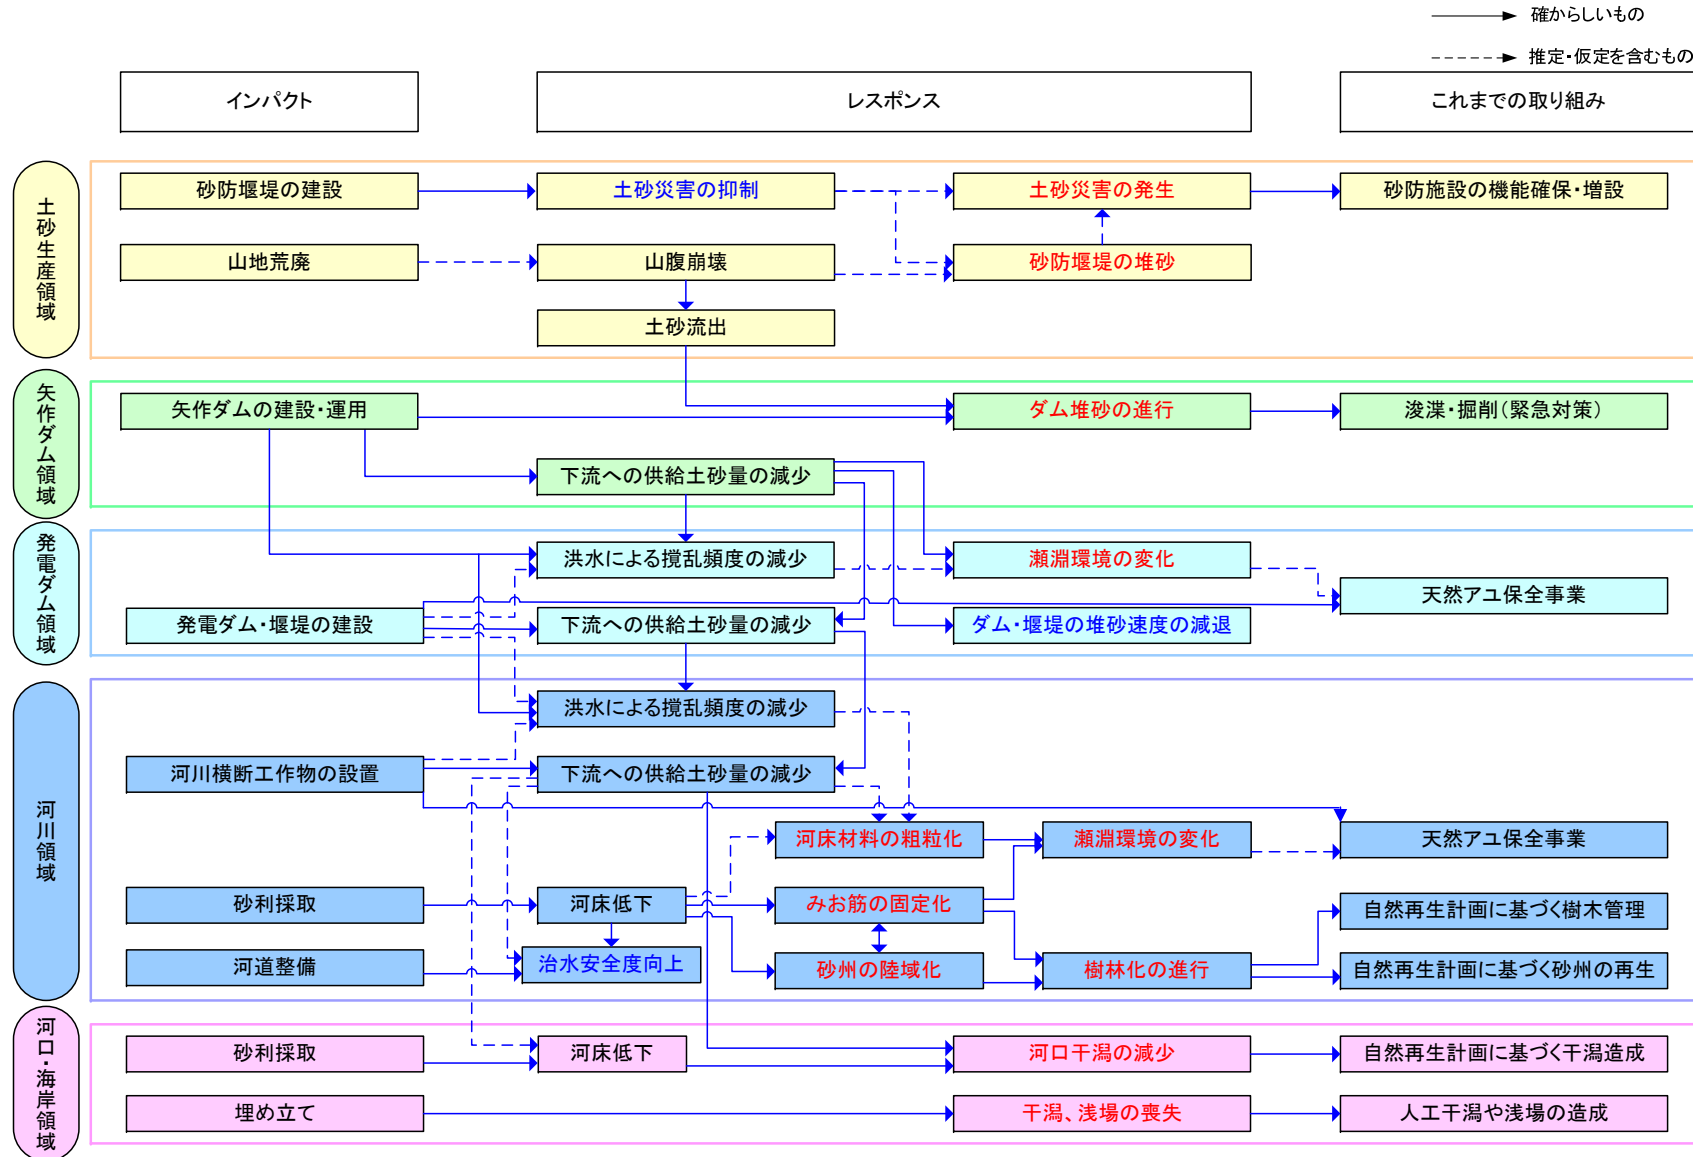 確からしいもの
推定・仮定を含むもの
インパクト
レスポンス
これまでの取り組み
土砂生産領域
砂防堰堤の建設
土砂災害の抑制
土砂災害の発生
砂防施設の機能確保・増設
山地荒廃
山腹崩壊
砂防堰堤の堆砂
土砂流出
矢作ダム領域
矢作ダムの建設・運用
ダム堆砂の進行
浚渫・掘削（緊急対策）
下流への供給土砂量の減少
発電ダム領域
洪水による撹乱頻度の減少
瀬淵環境の変化
天然アユ保全事業
発電ダム・堰堤の建設
下流への供給土砂量の減少
ダム・堰堤の堆砂速度の減退
河川領域
洪水による撹乱頻度の減少
河川横断工作物の設置
下流への供給土砂量の減少
河床材料の粗粒化
瀬淵環境の変化
天然アユ保全事業
砂利採取
河床低下
みお筋の固定化
自然再生計画に基づく樹木管理
河道整備
治水安全度向上
砂州の陸域化
樹林化の進行
自然再生計画に基づく砂州の再生
河口・海岸領域
砂利採取
河床低下
河口干潟の減少
自然再生計画に基づく干潟造成
埋め立て
干潟、浅場の喪失
人工干潟や浅場の造成